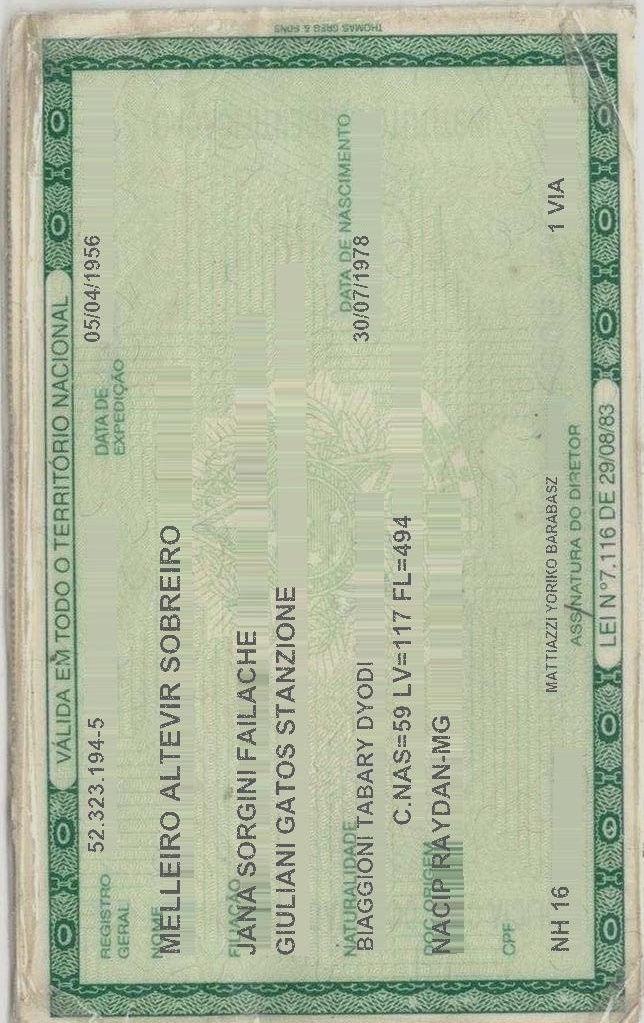 VÁLIDA EM TODO O TERRITÓRIO NACIONAL
REGISTRO GERAL 52.323.194-5 DATA DE EXPEDIÇÃO 05/04/1956
NOME
MELLEIRO ALTEVIR SOBREIRO
FILIAÇÃO
JANA SORGINI FAILACHE
GIULIANI GATOS STANZIONE
NATURALIDADE DATA DE NASCIMENTO
BIAGGIONI TABARY DYODI 30/07/1978
DOC ORIGEM C.NAS=59 LV=117 FL=494
NACIP RAYDAN-MG
CPF
NH 16 MATTIAZZI YORIKO BARABASZ 1 VIA
ASSINATURA DO DIRETOR
LEI Nº 7.116 DE 29/08/83
THOMAS GREG & SONS